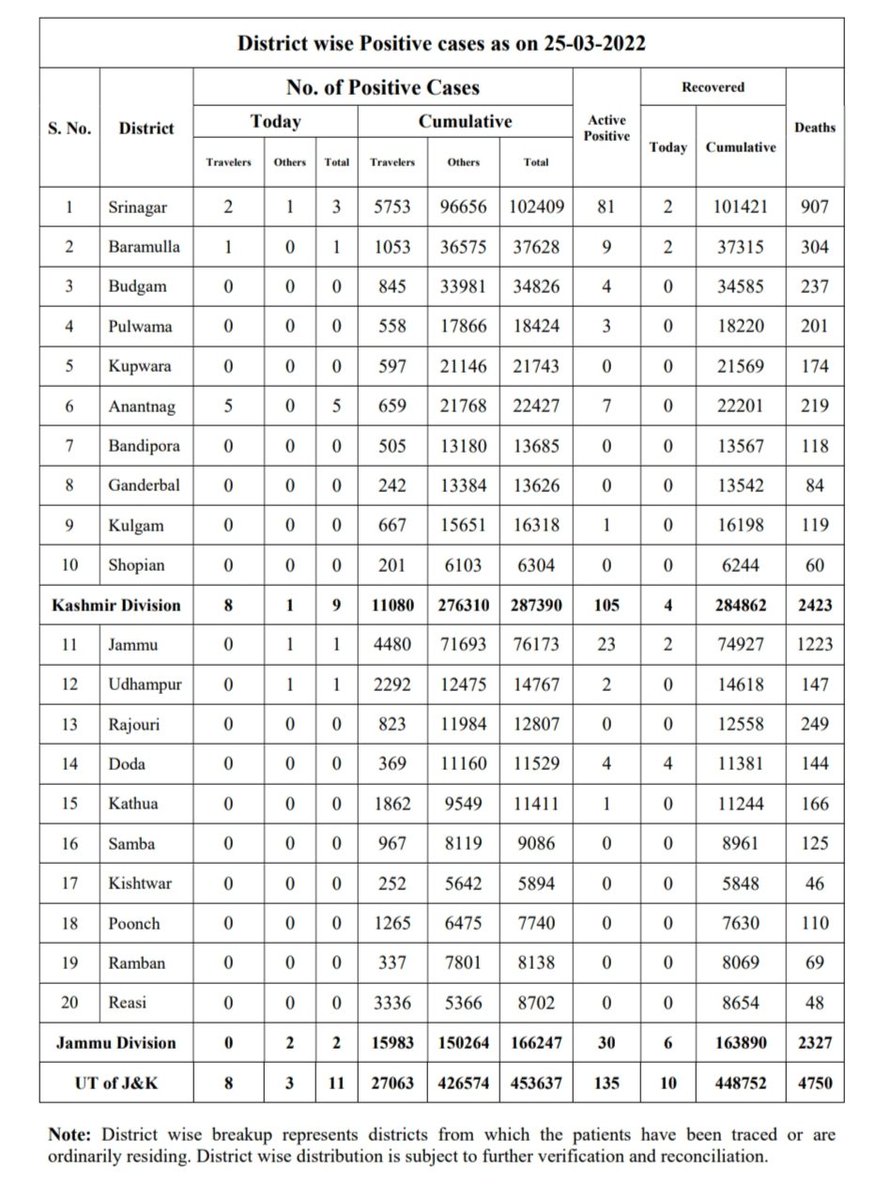 District wise Positive cases as on 25-03-2022
S. No. District No. of Positive Cases Active Positive Recovered Deaths
Today Cumulative Today Cumulative
Travelers Others Total Travelers Others Total
1 Srinagar 2 1 3 5753 96656 102409 81 2 101421 907
2 Baramulla 1 0 1 1053 36575 37628 9 2 37315 304
3 Budgam 0 0 0 845 33981 34826 4 0 34585 237
4 Pulwama 0 0 0 558 17866 18424 3 0 18220 201
5 Kupwara 0 0 0 597 21146 21743 0 0 21569 174
6 Anantnag 5 0 5 659 21768 22427 7 0 22201 219
7 Bandipora 0 0 0 505 13180 13685 0 0 13567 118
8 Ganderbal 0 0 0 242 13384 13626 0 0 13542 84
9 Kulgam 0 0 0 667 15651 16318 1 0 16198 119
10 Shopian 0 0 0 201 6103 6304 0 0 6244 60
Kashmir Division 8 1 9 11080 276310 287390 105 4 284862 2423
11 Jammu 0 1 1 4480 71693 76173 23 2 74927 1223
12 Udhampur 0 1 1 2292 12475 14767 2 0 14618 147
13 Rajouri 0 0 0 823 11984 12807 0 0 12558 249
14 Doda 0 0 0 369 11160 11529 4 4 11381 144
15 Kathua 0 0 0 1862 9549 11411 1 0 11244 166
16 Samba 0 0 0 967 8119 9086 0 0 8961 125
17 Kishtwar 0 0 0 252 5642 5894 0 0 5848 46
18 Poonch 0 0 0 1265 6475 7740 0 0 7630 110
19 Ramban 0 0 0 337 7801 8138 0 0 8069 69
20 Reasi 0 0 0 3336 5366 8702 0 0 8654 48
Jammu Division 0 2 2 15983 150264 166247 30 6 163890 2327
UT of J&K 8 3 11 27063 426574 453637 135 10 448752 4750
Note: District wise breakup represents districts from which the patients have been traced or are
ordinarily residing. District wise distribution is subject to further verification and reconciliation.